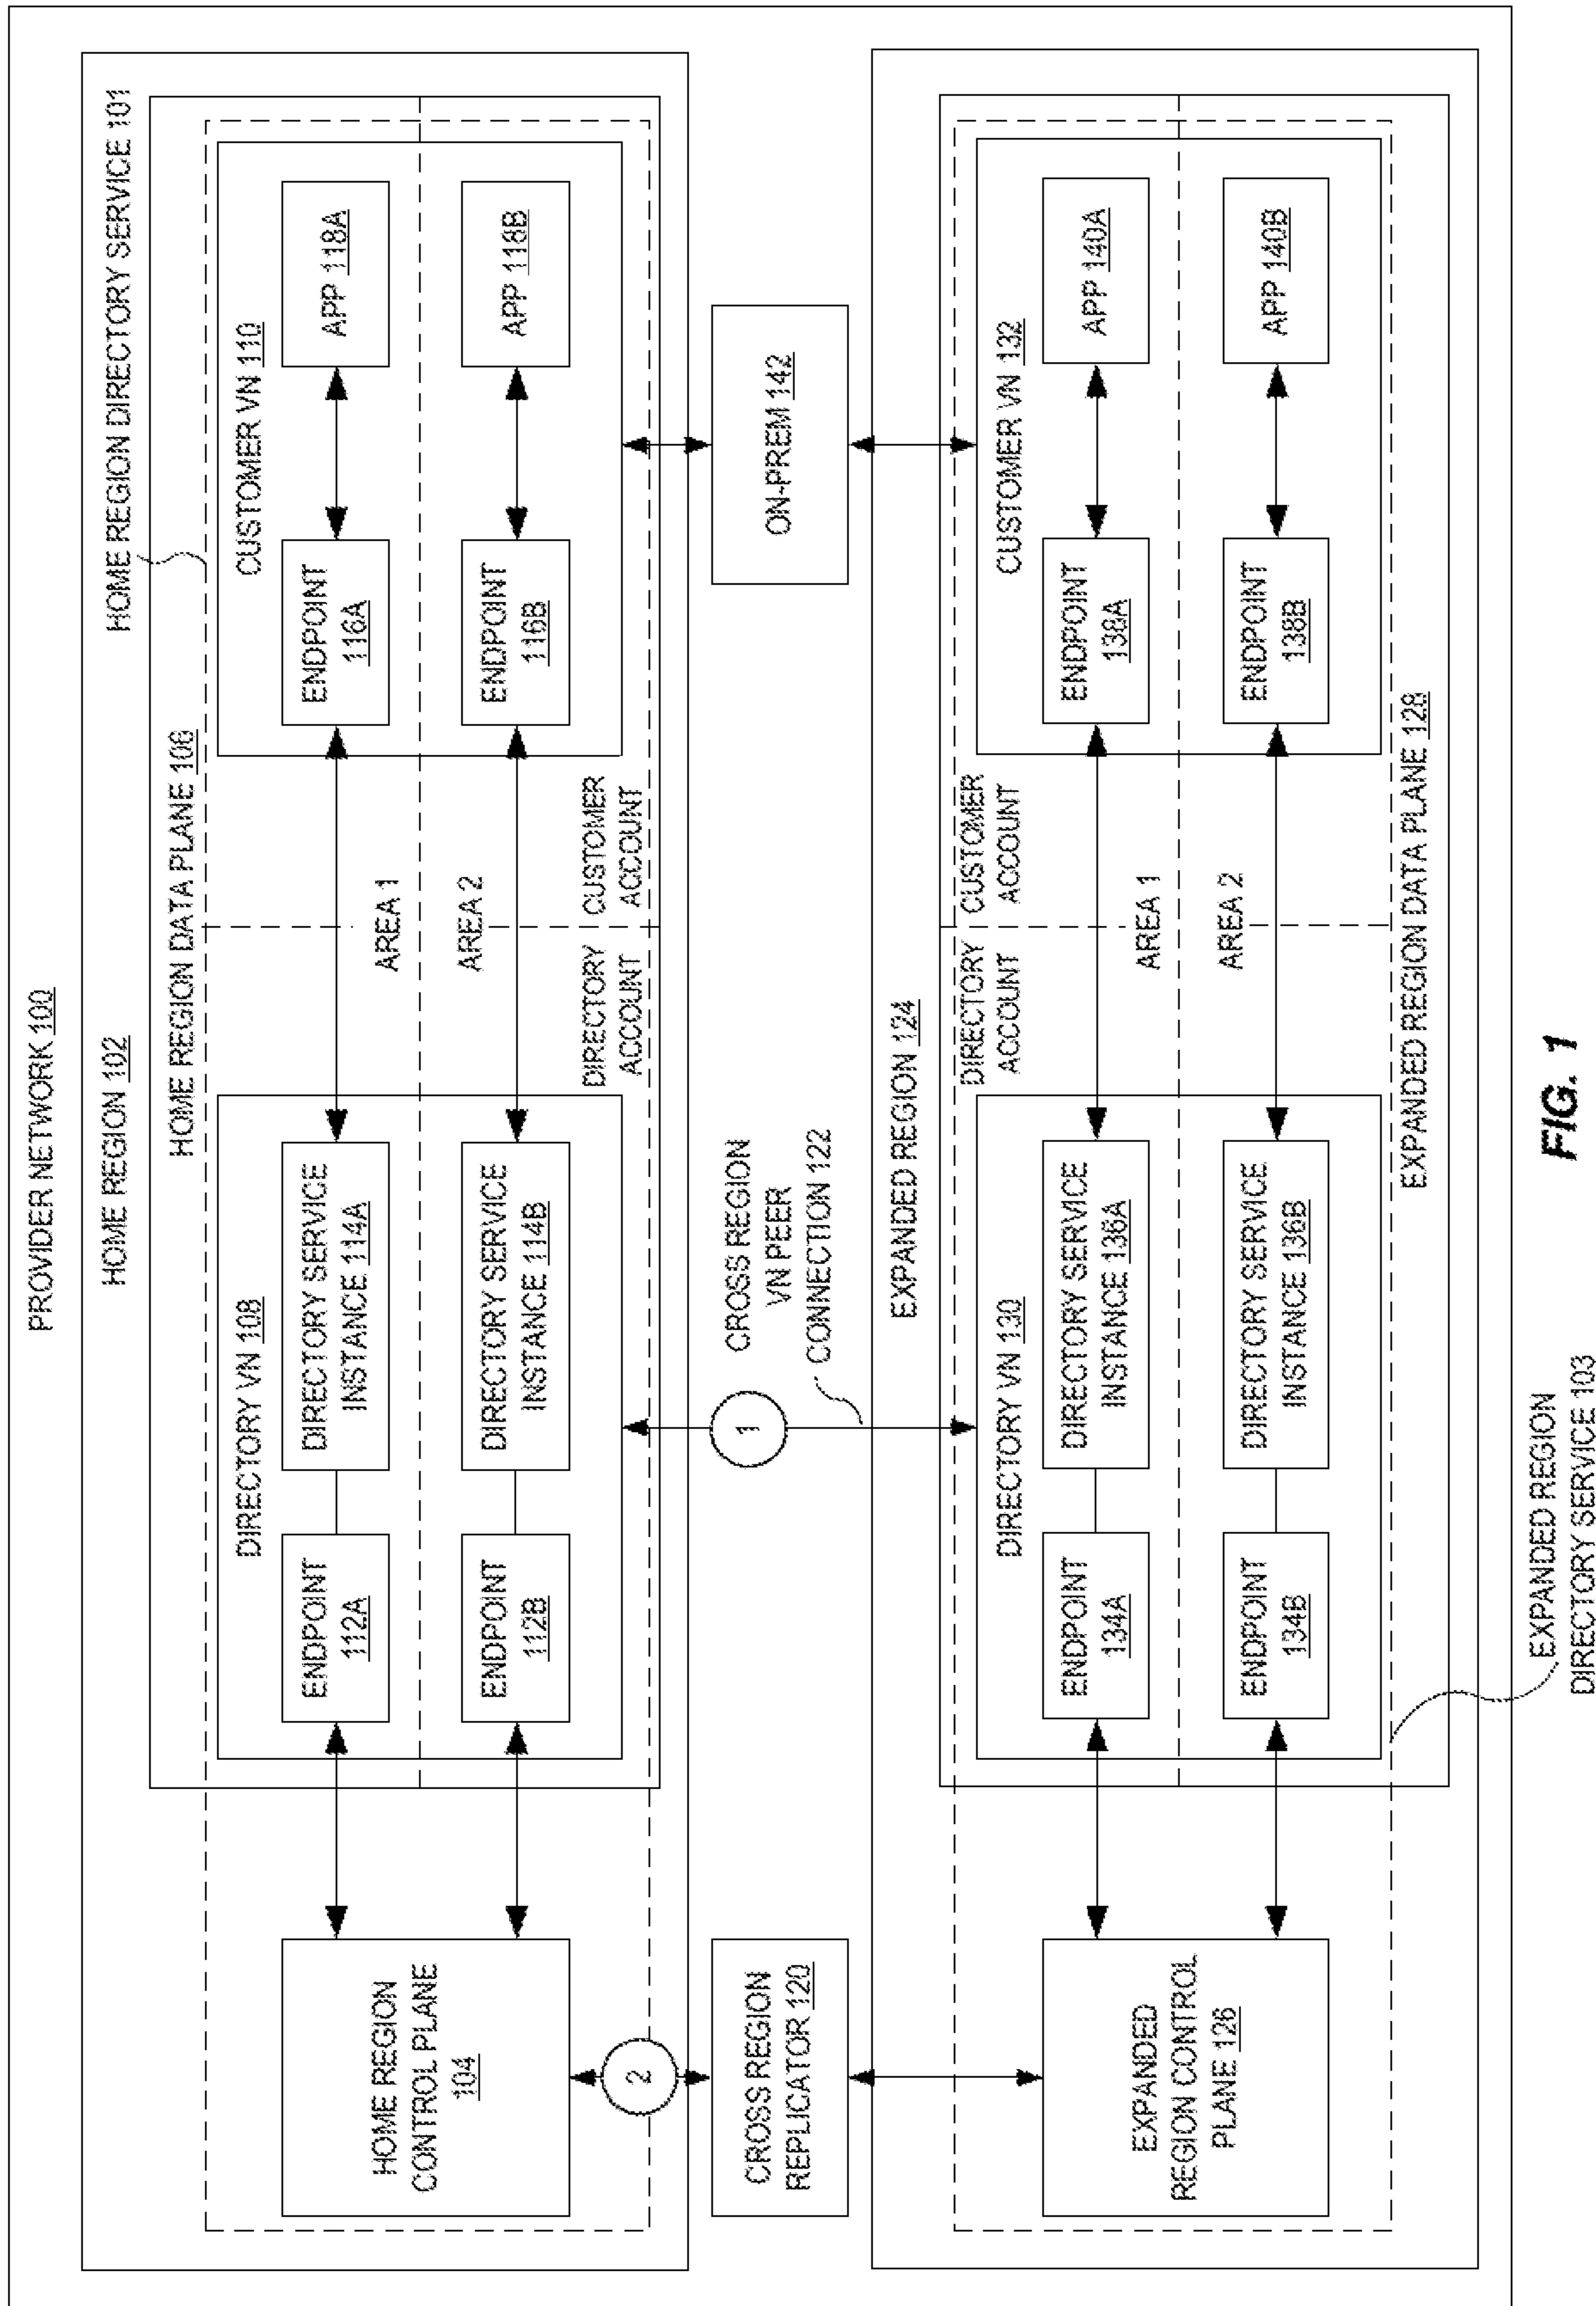 PROVIDER NETWORK 100
HOME REGION 102
HOME REGION DIRECTORY SERVICE 101
HOME REGION DATA PLANE 106
HOME REGION
CONTROL PLANE
104
DIRECTORY VN 108
ENDPOINT
112A
DIRECTORY SERVICE
INSTANCE 114A
AREA 1
CUSTOMER VN 110
ENDPOINT
116A
APP 118A
ENDPOINT
112B
DIRECTORY SERVICE
INSTANCE 114B
AREA 2
ENDPOINT
116B
APP 118B
DIRECTORY
ACCOUNT
CUSTOMER
ACCOUNT
2
CROSS REGION
REPLICATOR 120
1
CROSS REGION
VN PEER
CONNECTION 122
ON-PREM 142
EXPANDED REGION 124
DIRECTORY
ACCOUNT
CUSTOMER
ACCOUNT
EXPANDED
REGION CONTROL
PLANE 126
DIRECTORY VN 130
ENDPOINT
134A
DIRECTORY SERVICE
INSTANCE 136A
AREA 1
CUSTOMER VN 132
ENDPOINT
138A
APP 140A
ENDPOINT
134B
DIRECTORY SERVICE
INSTANCE 136B
AREA 2
ENDPOINT
138B
APP 140B
EXPANDED REGION DATA PLANE 128
EXPANDED REGION
DIRECTORY SERVICE 103
FIG. 1